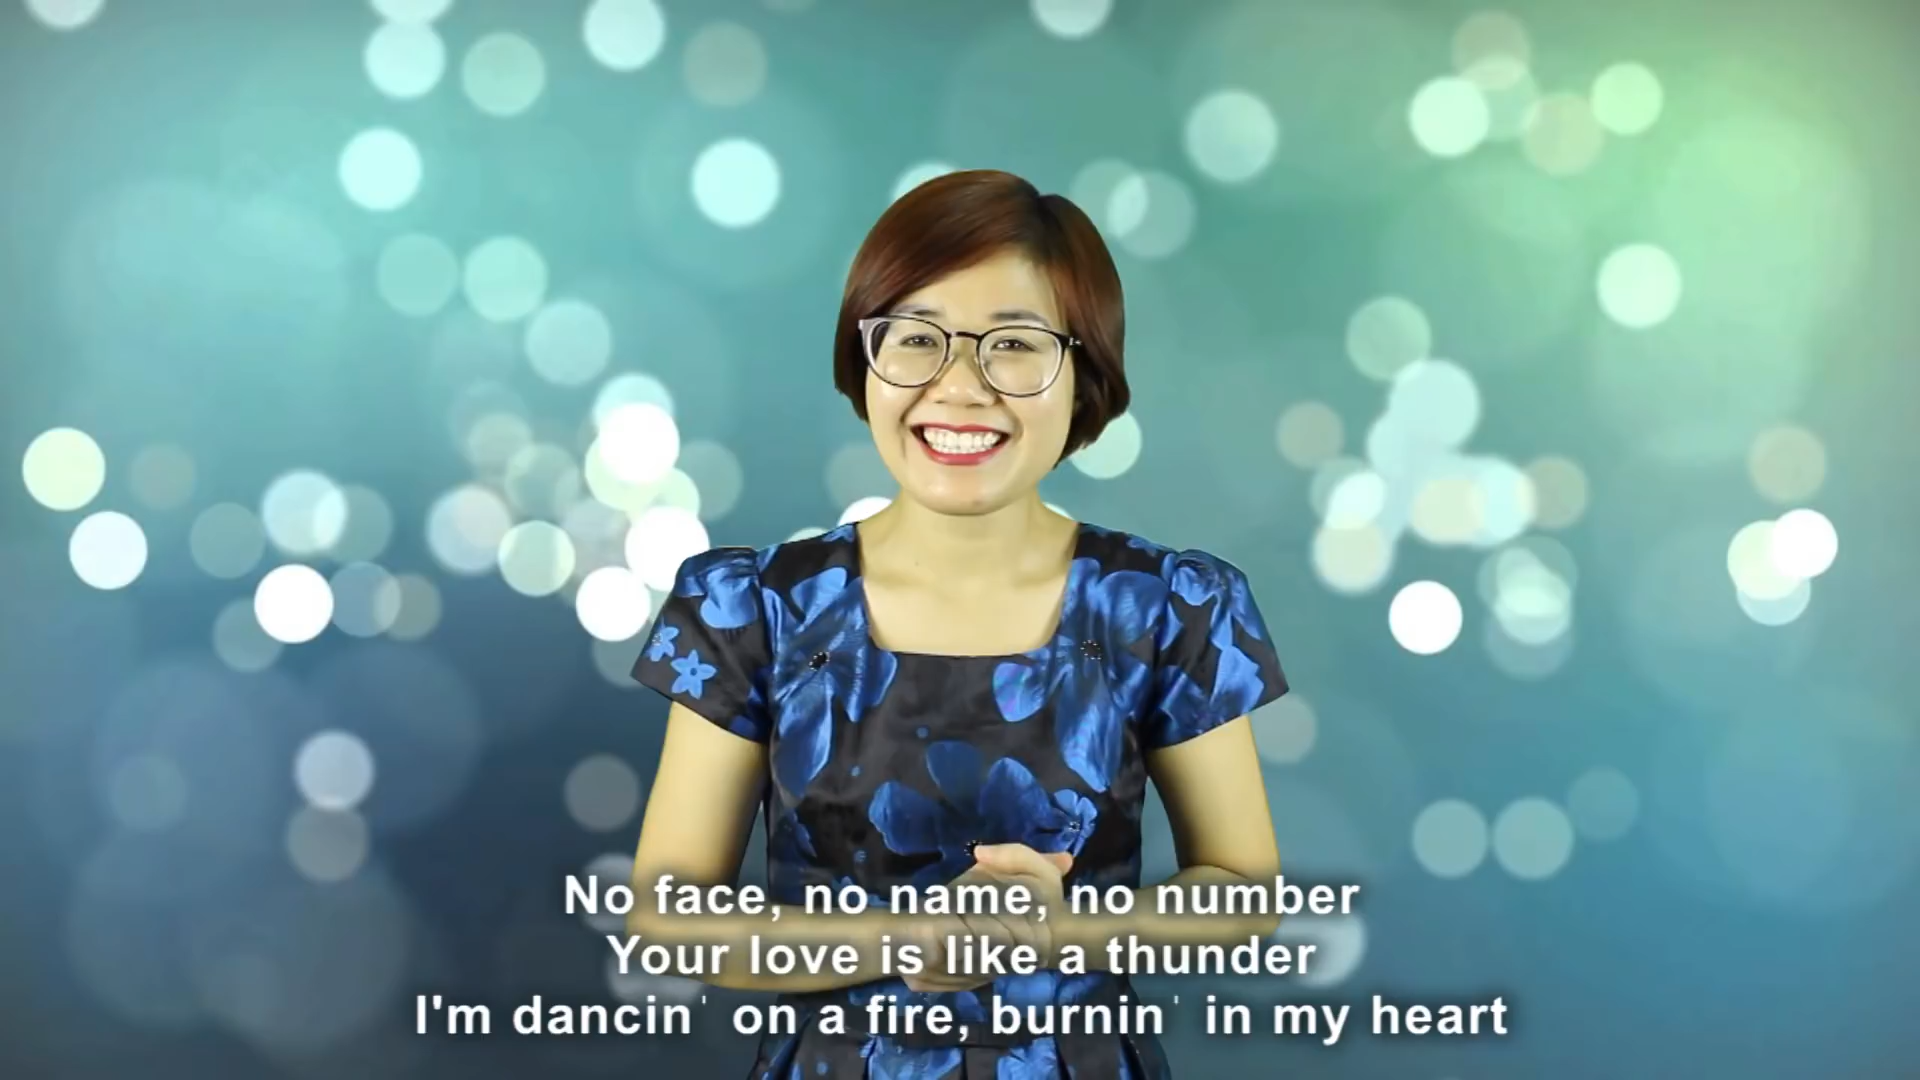 No face, no name, no number
Your love is like a thunder
I'm dancin' on a fire, burnin' in my heart